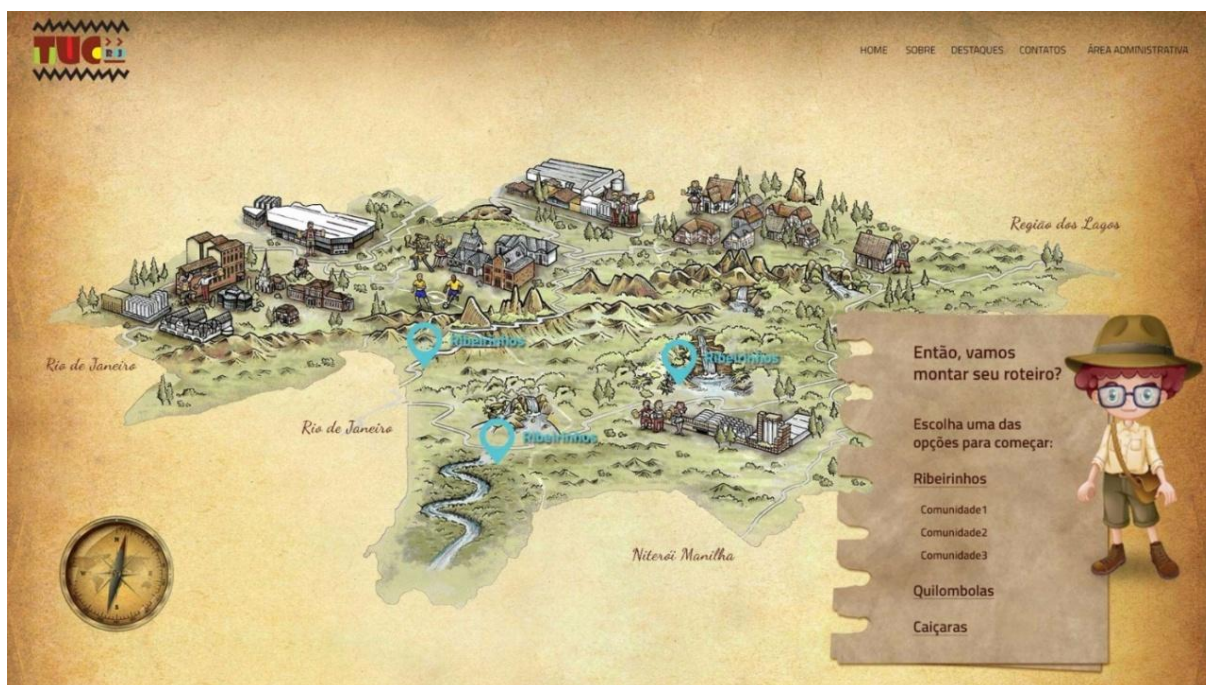 TUC
RJ
HOME SOBRE DESTAQUES CONTATOS ÁREA ADMINISTRATIVA
Região dos Lagos
Ribeirinhos
Ribeirinhos
Rio de Janeiro
Rio de Janeiro
Ribeirinhos
Niterói Manilha
Então, vamos
montar seu roteiro?
Escolha uma das
opções para começar:
Ribeirinhos
Comunidade1
Comunidade2
Comunidade3
Quilombolas
Caiçaras